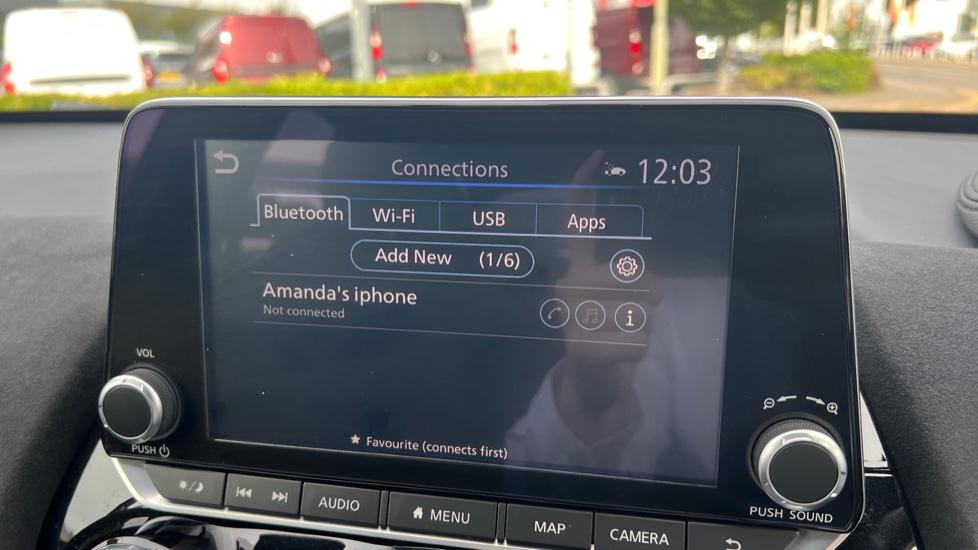 Connections 12:03
Bluetooth Wi-Fi USB Apps
Add New (1/6)
Amanda's iphone
Not connected
i
★ Favourite (connects first)
VOL
PUSH
PUSH SOUND
AUDIO MENU MAP CAMERA